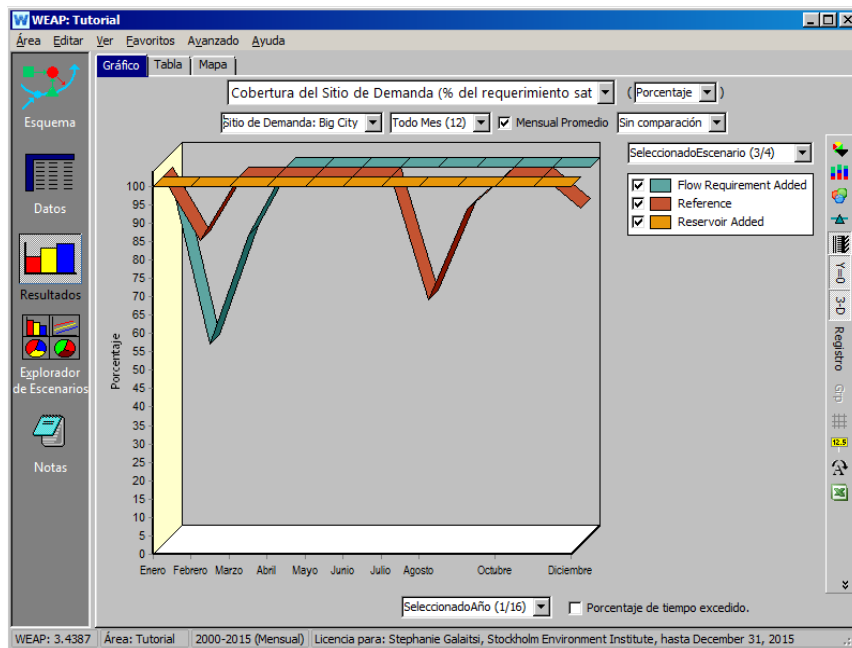 WEAP: Tutorial
Área Editar Ver Favoritos Avanzado Ayuda
Gráfico Tabla Mapa
Cobertura del Sitio de Demanda (% del requerimiento sat
( Porcentaje )
Sitio de Demanda: Big City
Todo Mes (12)
Mensual Promedio
Sin comparación
SeleccionadoEscenario (3/4)
Flow Requirement Added
Reference
Reservoir Added
Esquema
Datos
Resultados
Explorador
de Escenarios
Notas
Porcentaje
100
95
90
85
80
75
70
65
60
55
50
45
40
35
30
25
20
15
10
5
0
Enero Febrero Marzo Abril Mayo Junio Julio Agosto Octubre Diciembre
Y=0
3-D
Registro
Grp
12.5
A
SeleccionadoAño (1/16)
Porcentaje de tiempo excedido.
WEAP: 3.4387 Área: Tutorial 2000-2015 (Mensual) Licencia para: Stephanie Galaitsi, Stockholm Environment Institute, hasta December 31, 2015